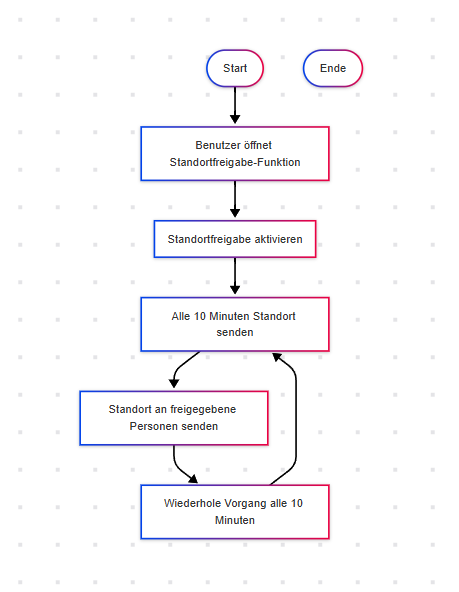 Start
Ende
Benutzer öffnet
Standortfreigabe-Funktion
Standortfreigabe aktivieren
Alle 10 Minuten Standort
senden
Standort an freigegebene
Personen senden
Wiederhole Vorgang alle 10
Minuten